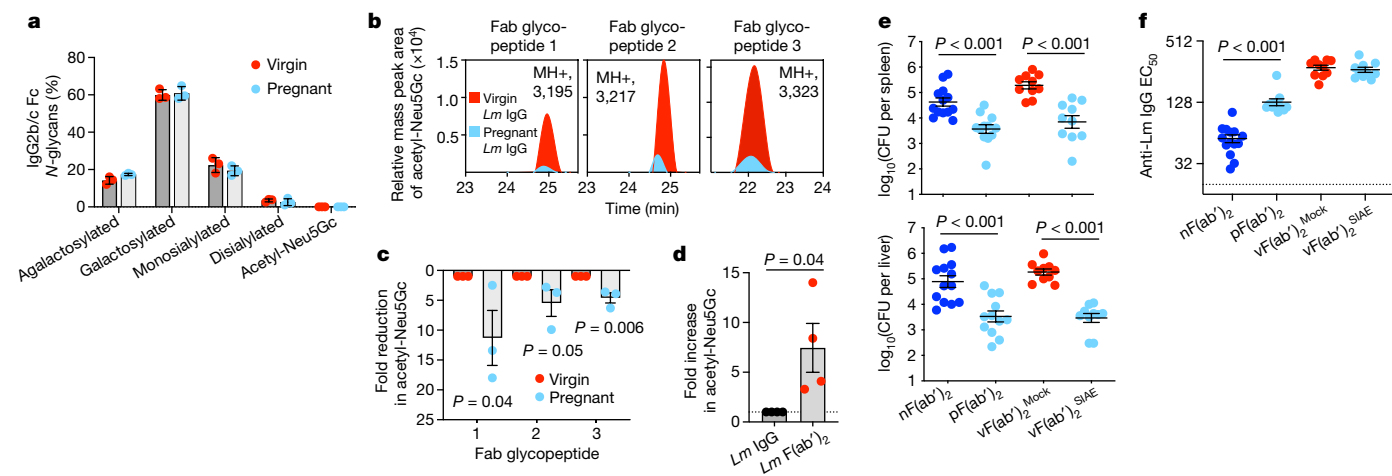 a
IgG2b/c Fc
N-glycans (%)
80
60
40
20
0
Virgin
Pregnant
Agalactosylated
Galactosylated
Monosialylated
Disialylated
Acetyl-Neu5Gc
b
Relative mass peak area
of acetyl-Neu5Gc (×10⁴)
Fab glyco-
peptide 1
Fab glyco-
peptide 2
Fab glyco-
peptide 3
1.5
1.0
0.5
MH+,
3,195
MH+,
3,217
MH+,
3,323
Virgin
Lm IgG
Pregnant
Lm IgG
23 24 25
23 24 25
21 22 23 24
Time (min)
c
Fold reduction
in acetyl-Neu5Gc
0
5
10
15
20
25
P = 0.04
P = 0.05
P = 0.006
Virgin
Pregnant
1 2 3
Fab glycopeptide
d
Fold increase
in acetyl-Neu5Gc
15
10
5
0
P = 0.04
Lm IgG
Lm F(ab′)₂
e
log₁₀(CFU per spleen)
7
6
5
4
3
2
1
P < 0.001
P < 0.001
log₁₀(CFU per liver)
7
6
5
4
3
2
1
P < 0.001
P < 0.001
nF(ab′)₂
pF(ab′)₂
vF(ab′)₂ᴹᵒᶜᵏ
vF(ab′)₂ˢᴵᴬᴱ
f
Anti-Lm IgG EC₅₀
512
128
32
P < 0.001
nF(ab′)₂
pF(ab′)₂
vF(ab′)₂ᴹᵒᶜᵏ
vF(ab′)₂ˢᴵᴬᴱ